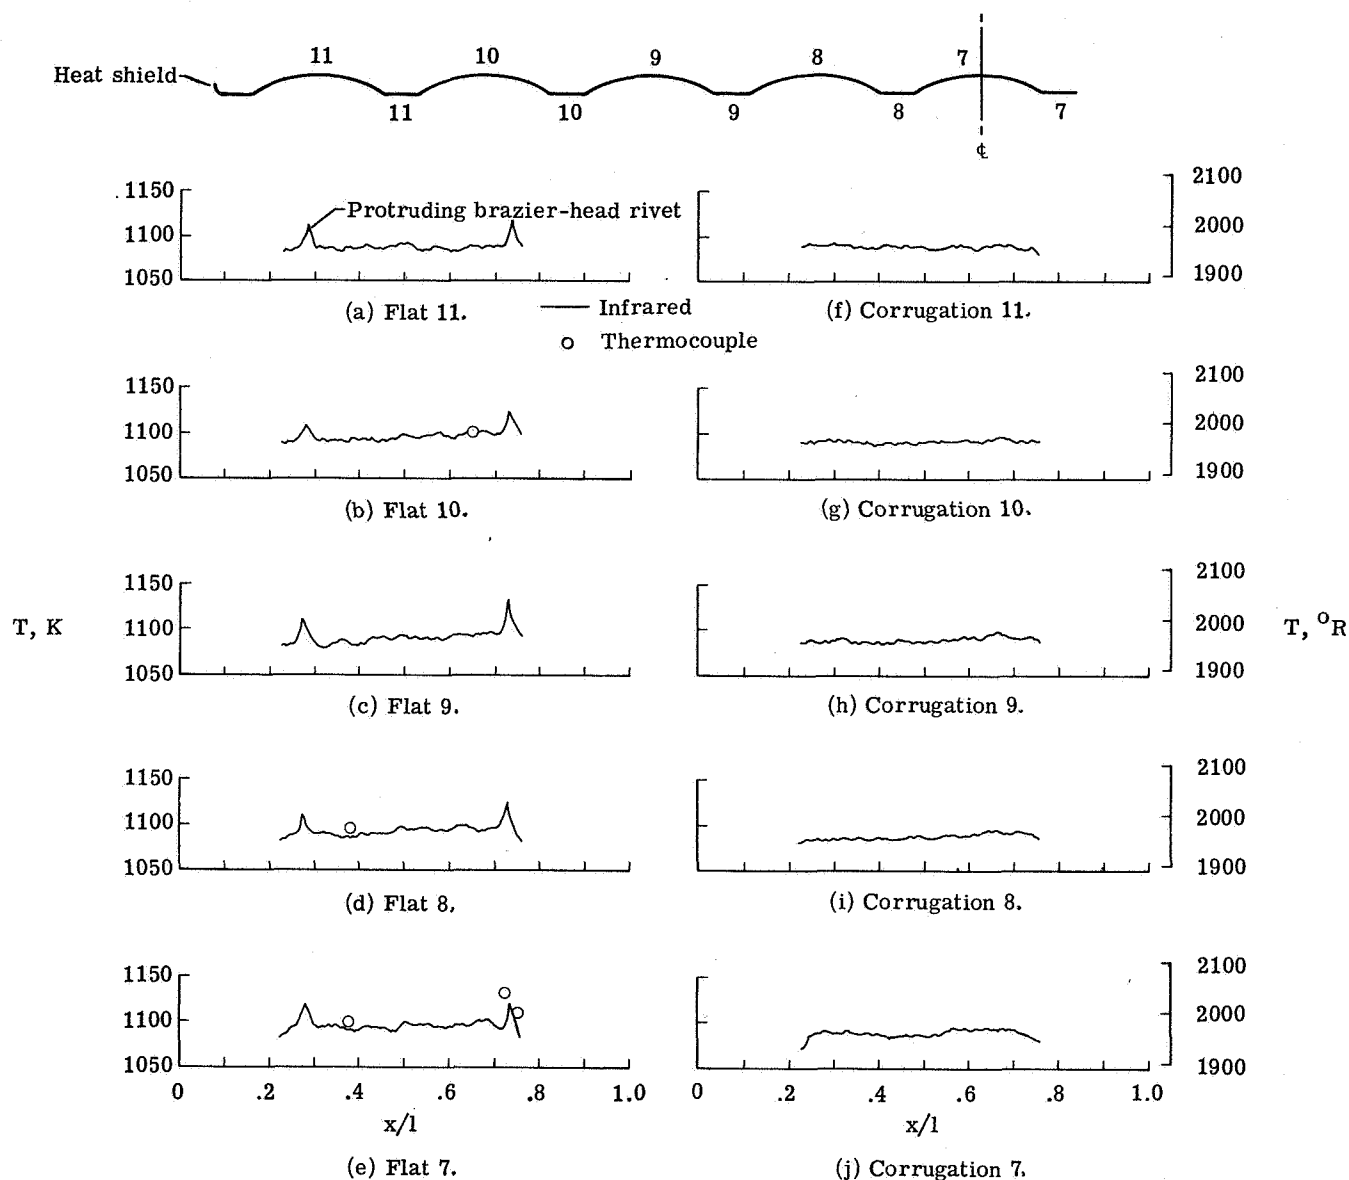 11 10 9 8 7
Heat shield
11 10 9 8 7
℄
1150 2100
Protruding brazier-head rivet
1100 2000
1050 1900
(a) Flat 11. Infrared (f) Corrugation 11.
Thermocouple
1150 2100
1100 2000
1050 1900
(b) Flat 10. (g) Corrugation 10.
1150 2100
T, K 1100 2000 T, °R
1050 1900
(c) Flat 9. (h) Corrugation 9.
1150 2100
1100 2000
1050 1900
(d) Flat 8. (i) Corrugation 8.
1150 2100
1100 2000
1050 1900
0 .2 .4 .6 .8 1.0 0 .2 .4 .6 .8 1.0
x/l x/l
(e) Flat 7. (j) Corrugation 7.